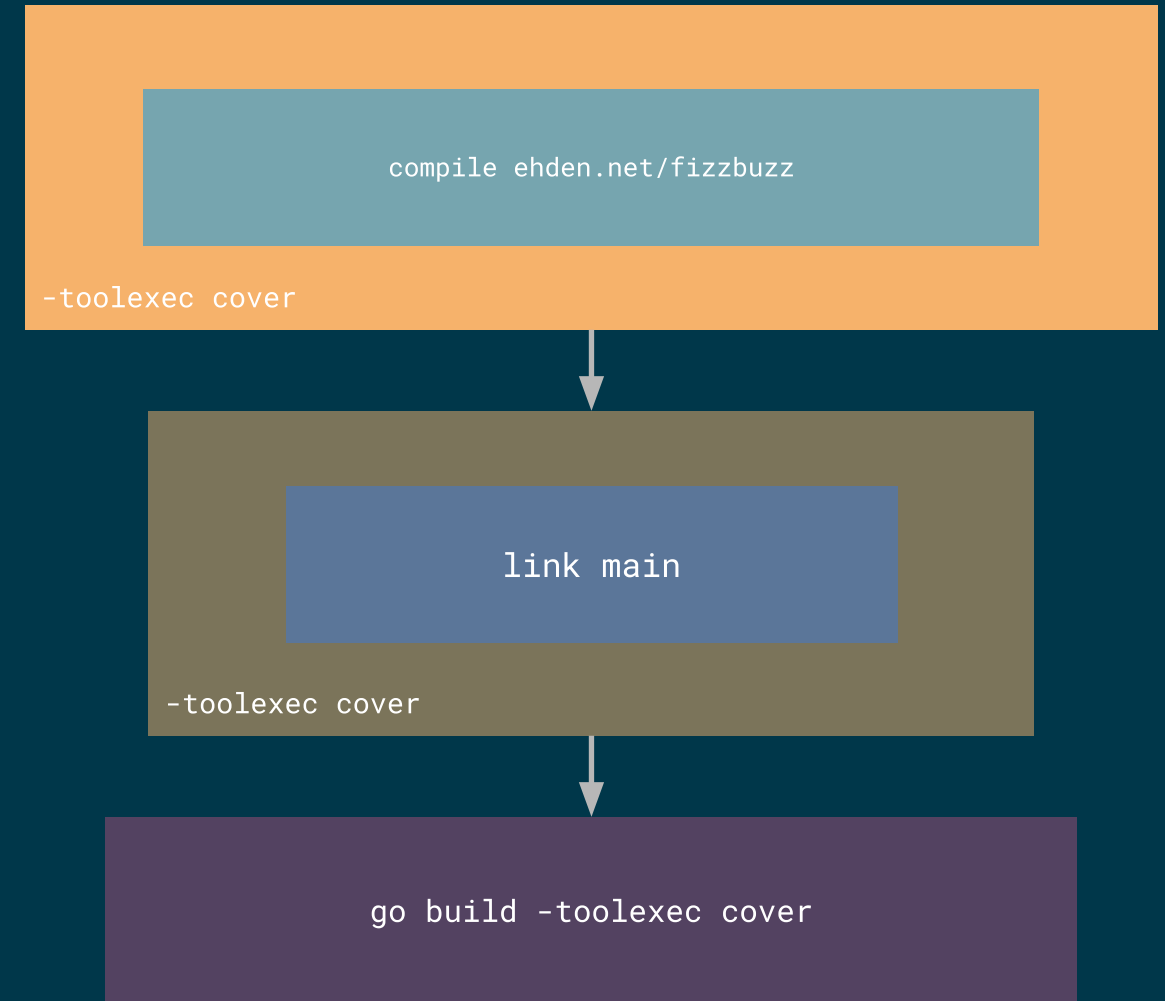 compile ehden.net/fizzbuzz
-toolexec cover
link main
-toolexec cover
go build -toolexec cover